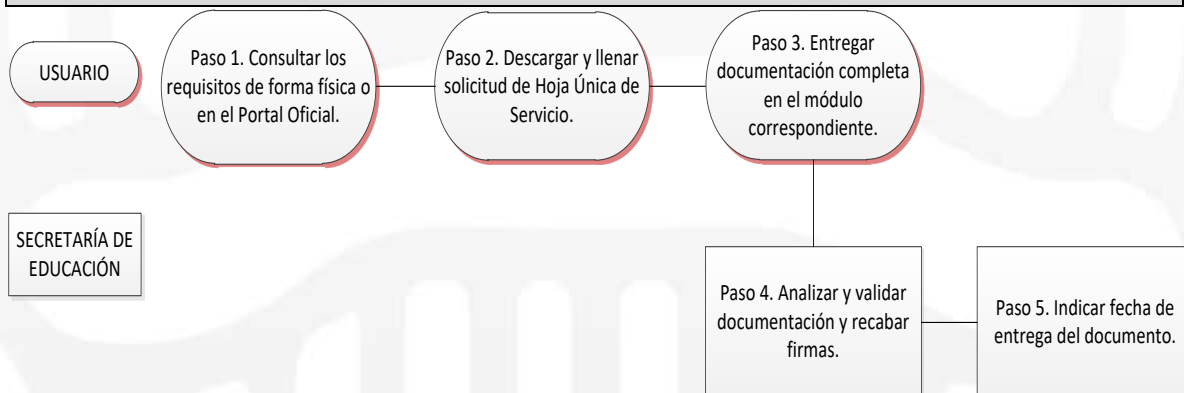 USUARIO
Paso 1. Consultar los
requisitos de forma física o
en el Portal Oficial.
Paso 2. Descargar y llenar
solicitud de Hoja Única de
Servicio.
Paso 3. Entregar
documentación completa
en el módulo
correspondiente.
SECRETARÍA DE
EDUCACIÓN
Paso 4. Analizar y validar
documentación y recabar
firmas.
Paso 5. Indicar fecha de
entrega del documento.